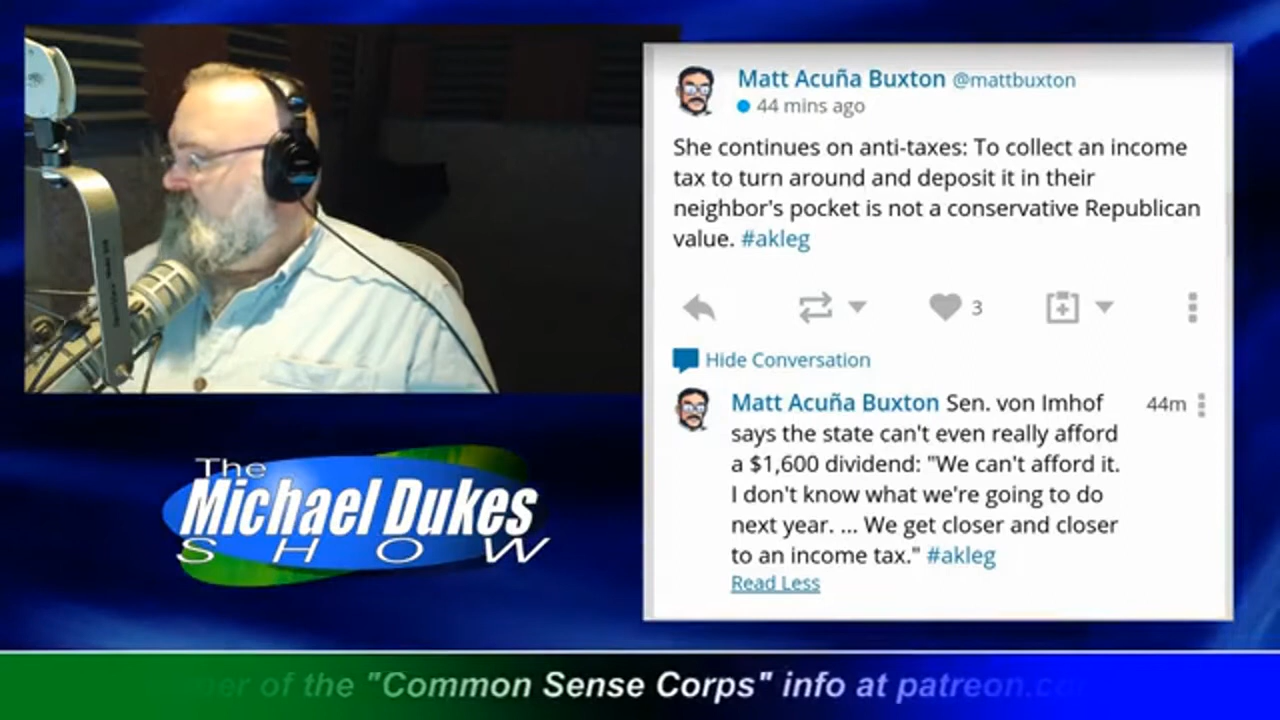 Matt Acuña Buxton @mattbuxton
44 mins ago
She continues on anti-taxes: To collect an income
tax to turn around and deposit it in their
neighbor's pocket is not a conservative Republican
value. #akleg
3
Hide Conversation
Matt Acuña Buxton Sen. von Imhof 44m
says the state can't even really afford
a $1,600 dividend: "We can't afford it.
I don't know what we're going to do
next year. ... We get closer and closer
to an income tax." #akleg
Read Less
The
Michael Dukes
SHOW
of the "Common Sense Corps" info at patreon.